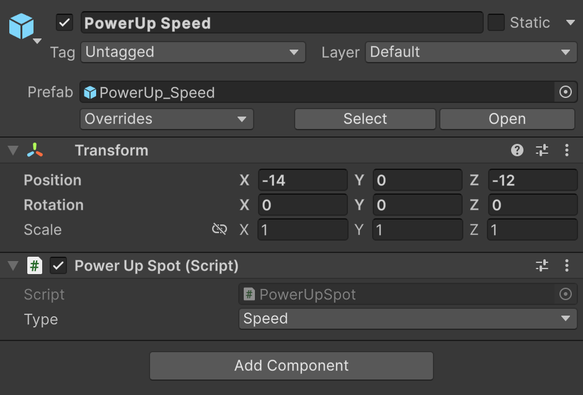 PowerUp Speed Static
Tag Untagged Layer Default
Prefab PowerUp_Speed
Overrides Select Open
Transform
Position X -14 Y 0 Z -12
Rotation X 0 Y 0 Z 0
Scale X 1 Y 1 Z 1
# Power Up Spot (Script)
Script # PowerUpSpot
Type Speed
Add Component